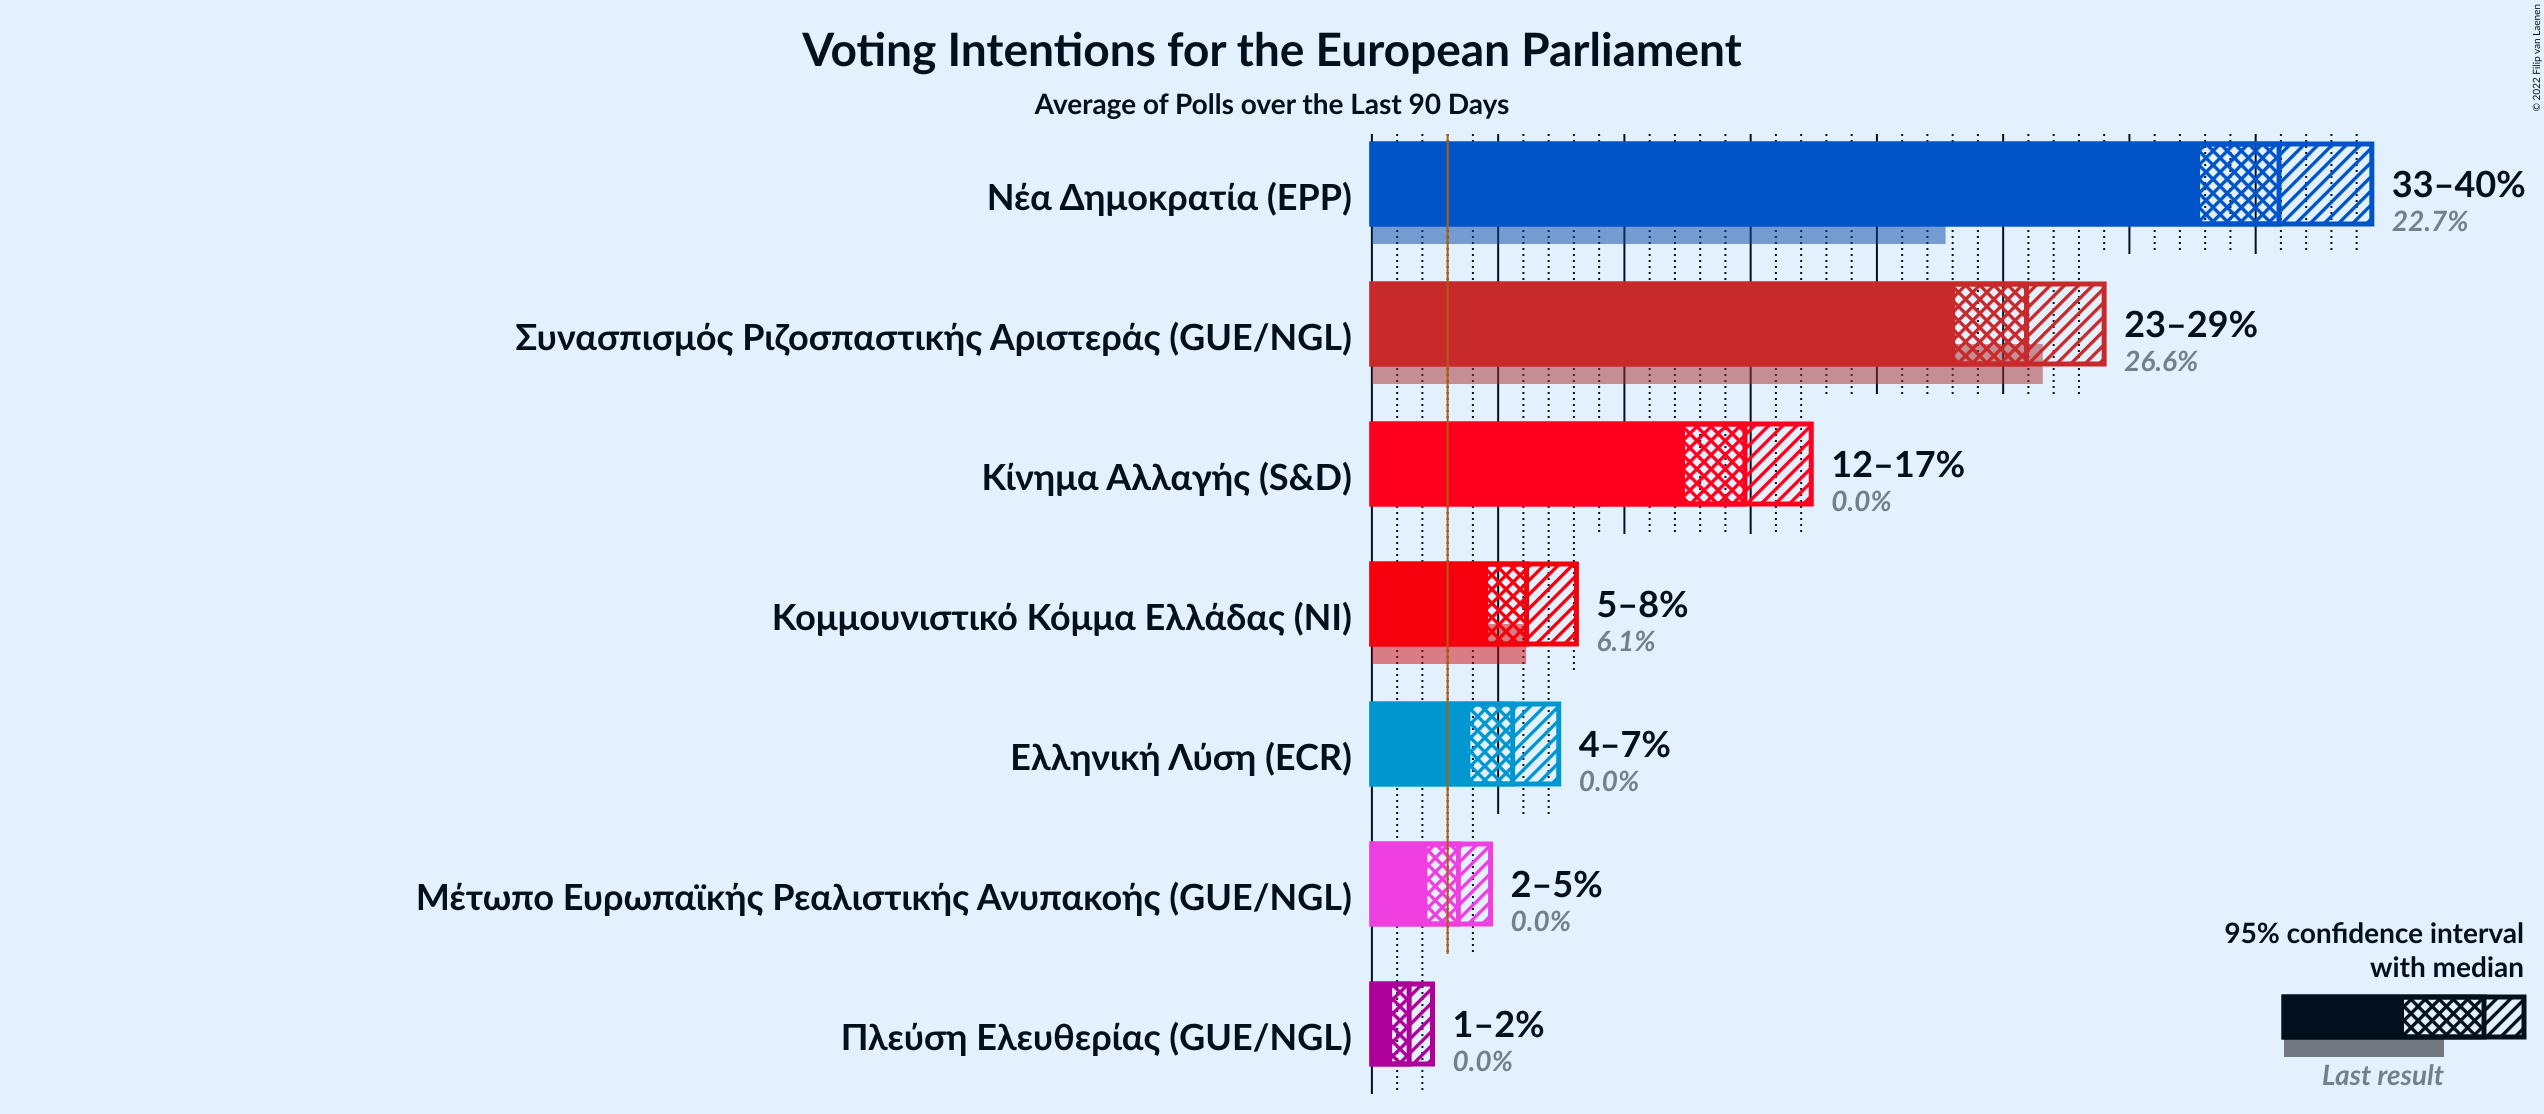 © 2022 Filip van Laenen
Voting Intentions for the European Parliament
Average of Polls over the Last 90 Days
Νέα Δημοκρατία (EPP)
33–40%
22.7%
Συνασπισμός Ριζοσπαστικής Αριστεράς (GUE/NGL)
23–29%
26.6%
Κίνημα Αλλαγής (S&D)
12–17%
0.0%
Κομμουνιστικό Κόμμα Ελλάδας (NI)
5–8%
6.1%
Ελληνική Λύση (ECR)
4–7%
0.0%
Μέτωπο Ευρωπαϊκής Ρεαλιστικής Ανυπακοής (GUE/NGL)
2–5%
0.0%
Πλεύση Ελευθερίας (GUE/NGL)
1–2%
0.0%
95% confidence interval
with median
Last result